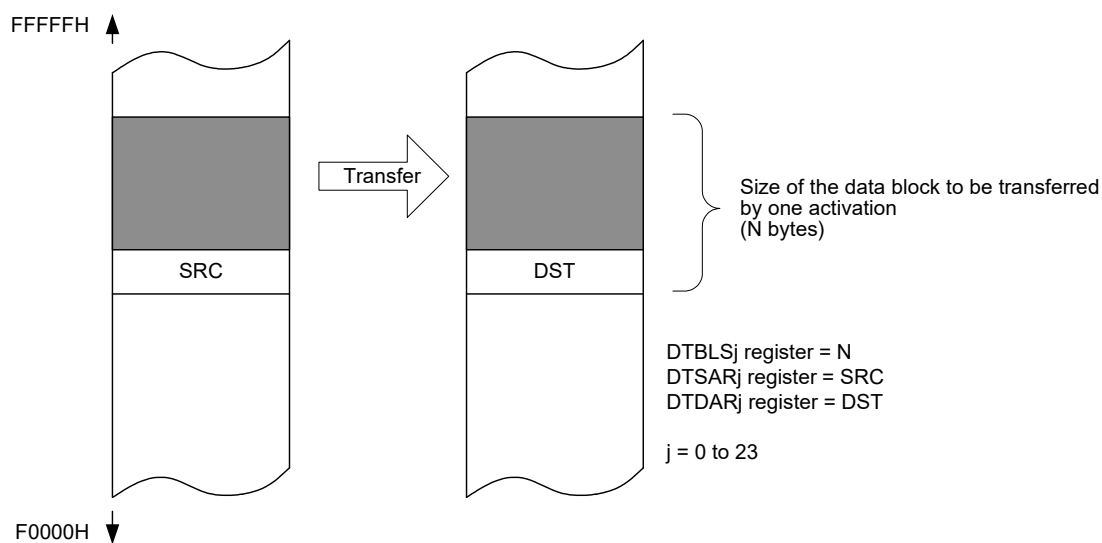 FFFFFH
Transfer
Size of the data block to be transferred
by one activation
(N bytes)
SRC
DST
DTBLSj register = N
DTSARj register = SRC
DTDARj register = DST
j = 0 to 23
F0000H